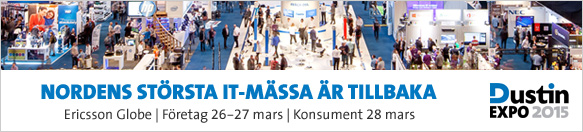 NORDENS STÖRSTA IT-MÄSSA ÄR TILLBAKA
Ericsson Globe | Företag 26–27 mars | Konsument 28 mars
Dustin
EXPO 2015